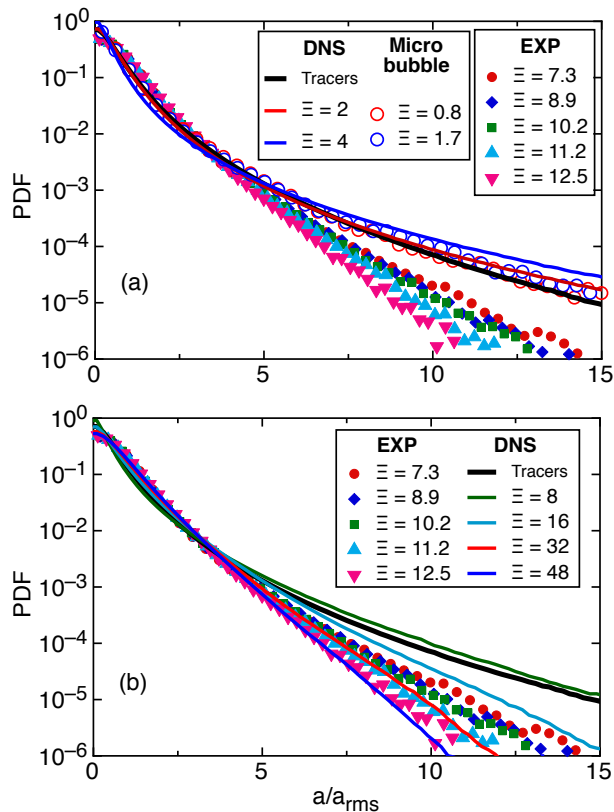 (a)
PDF
10^0
10^-1
10^-2
10^-3
10^-4
10^-5
10^-6
0
5
10
15
DNS
Tracers
Ξ = 2
Ξ = 4
Micro
bubble
Ξ = 0.8
Ξ = 1.7
EXP
Ξ = 7.3
Ξ = 8.9
Ξ = 10.2
Ξ = 11.2
Ξ = 12.5
(b)
PDF
10^0
10^-1
10^-2
10^-3
10^-4
10^-5
10^-6
0
5
10
15
EXP
Ξ = 7.3
Ξ = 8.9
Ξ = 10.2
Ξ = 11.2
Ξ = 12.5
DNS
Tracers
Ξ = 8
Ξ = 16
Ξ = 32
Ξ = 48
a/a_rms